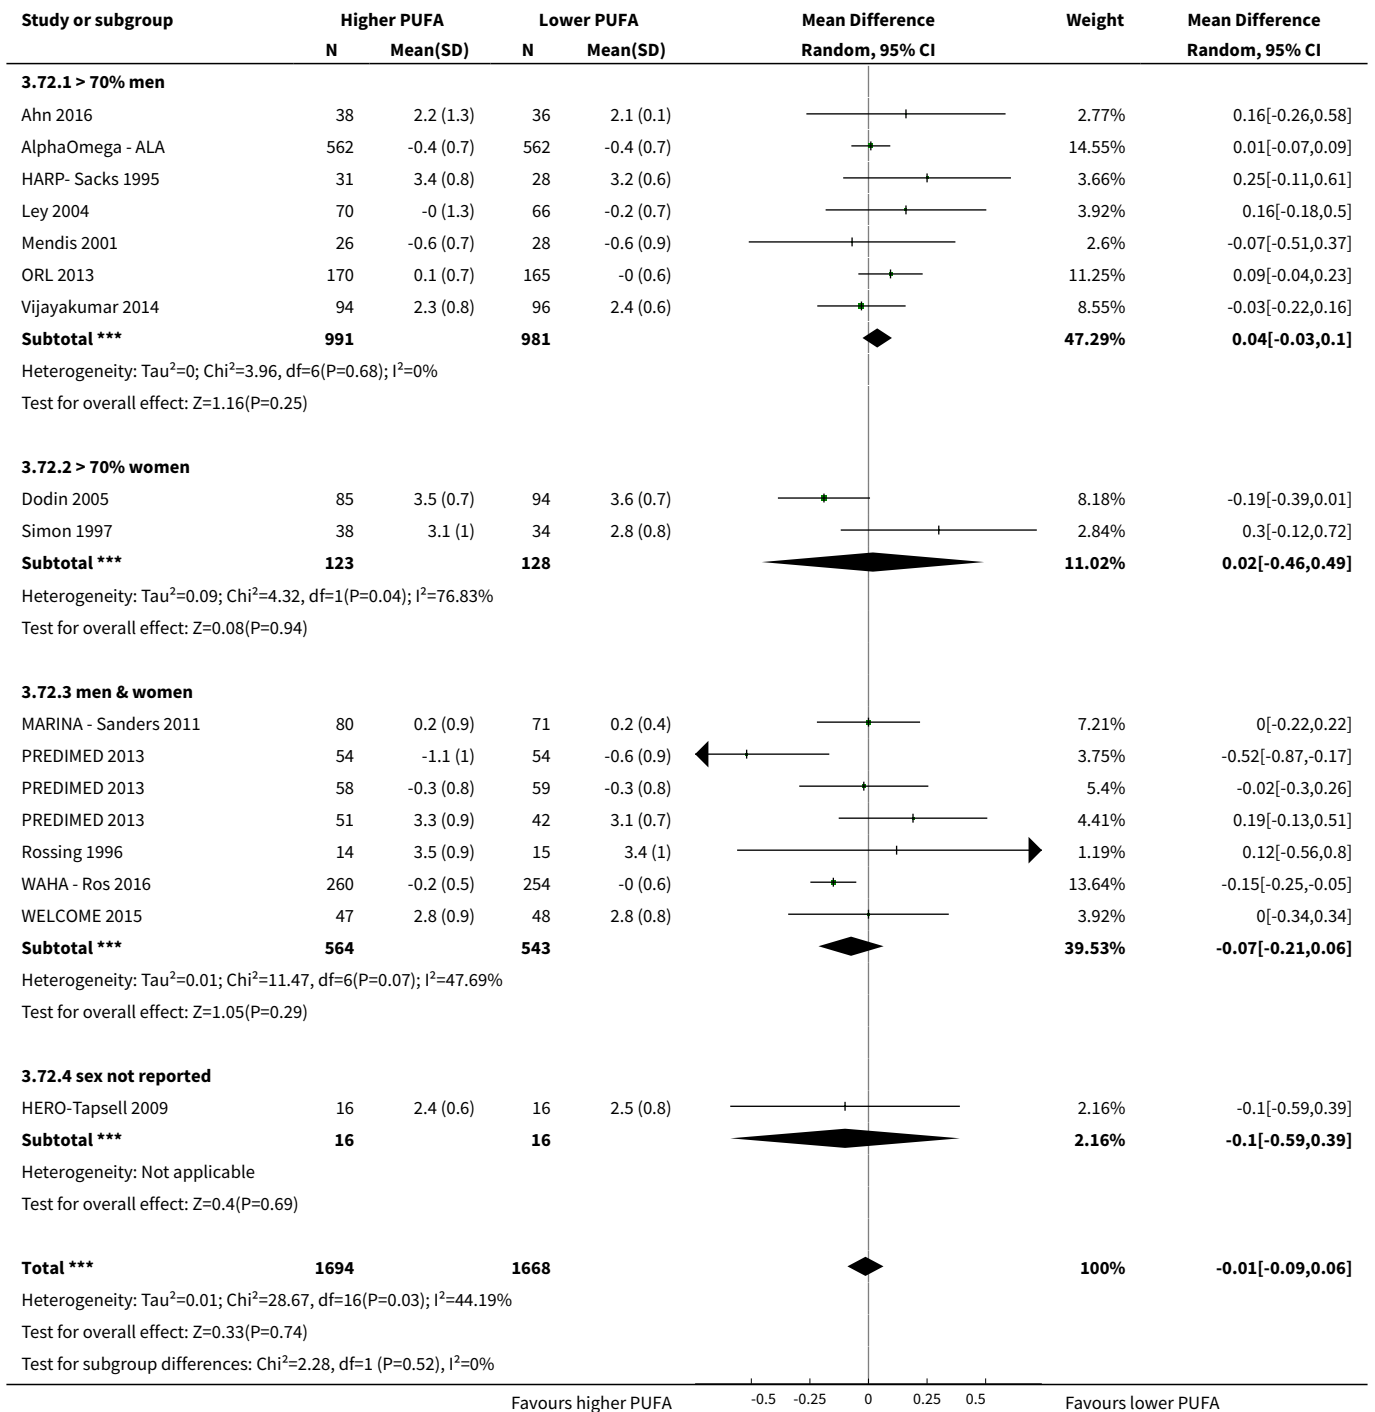 Study or subgroup Higher PUFA Lower PUFA Mean Difference Weight Mean Difference
N Mean(SD) N Mean(SD) Random, 95% CI Random, 95% CI
3.72.1 > 70% men
Ahn 2016 38 2.2 (1.3) 36 2.1 (0.1) 2.77% 0.16[-0.26,0.58]
AlphaOmega - ALA 562 -0.4 (0.7) 562 -0.4 (0.7) 14.55% 0.01[-0.07,0.09]
HARP- Sacks 1995 31 3.4 (0.8) 28 3.2 (0.6) 3.66% 0.25[-0.11,0.61]
Ley 2004 70 -0 (1.3) 66 -0.2 (0.7) 3.92% 0.16[-0.18,0.5]
Mendis 2001 26 -0.6 (0.7) 28 -0.6 (0.9) 2.6% -0.07[-0.51,0.37]
ORL 2013 170 0.1 (0.7) 165 -0 (0.6) 11.25% 0.09[-0.04,0.23]
Vijayakumar 2014 94 2.3 (0.8) 96 2.4 (0.6) 8.55% -0.03[-0.22,0.16]
Subtotal *** 991 981 47.29% 0.04[-0.03,0.1]
Heterogeneity: Tau²=0; Chi²=3.96, df=6(P=0.68); I²=0%
Test for overall effect: Z=1.16(P=0.25)
3.72.2 > 70% women
Dodin 2005 85 3.5 (0.7) 94 3.6 (0.7) 8.18% -0.19[-0.39,0.01]
Simon 1997 38 3.1 (1) 34 2.8 (0.8) 2.84% 0.3[-0.12,0.72]
Subtotal *** 123 128 11.02% 0.02[-0.46,0.49]
Heterogeneity: Tau²=0.09; Chi²=4.32, df=1(P=0.04); I²=76.83%
Test for overall effect: Z=0.08(P=0.94)
3.72.3 men & women
MARINA - Sanders 2011 80 0.2 (0.9) 71 0.2 (0.4) 7.21% 0[-0.22,0.22]
PREDIMED 2013 54 -1.1 (1) 54 -0.6 (0.9) 3.75% -0.52[-0.87,-0.17]
PREDIMED 2013 58 -0.3 (0.8) 59 -0.3 (0.8) 5.4% -0.02[-0.3,0.26]
PREDIMED 2013 51 3.3 (0.9) 42 3.1 (0.7) 4.41% 0.19[-0.13,0.51]
Rossing 1996 14 3.5 (0.9) 15 3.4 (1) 1.19% 0.12[-0.56,0.8]
WAHA - Ros 2016 260 -0.2 (0.5) 254 -0 (0.6) 13.64% -0.15[-0.25,-0.05]
WELCOME 2015 47 2.8 (0.9) 48 2.8 (0.8) 3.92% 0[-0.34,0.34]
Subtotal *** 564 543 39.53% -0.07[-0.21,0.06]
Heterogeneity: Tau²=0.01; Chi²=11.47, df=6(P=0.07); I²=47.69%
Test for overall effect: Z=1.05(P=0.29)
3.72.4 sex not reported
HERO-Tapsell 2009 16 2.4 (0.6) 16 2.5 (0.8) 2.16% -0.1[-0.59,0.39]
Subtotal *** 16 16 2.16% -0.1[-0.59,0.39]
Heterogeneity: Not applicable
Test for overall effect: Z=0.4(P=0.69)
Total *** 1694 1668 100% -0.01[-0.09,0.06]
Heterogeneity: Tau²=0.01; Chi²=28.67, df=16(P=0.03); I²=44.19%
Test for overall effect: Z=0.33(P=0.74)
Test for subgroup differences: Chi²=2.28, df=1 (P=0.52), I²=0%
Favours higher PUFA -0.5 -0.25 0 0.25 0.5 Favours lower PUFA